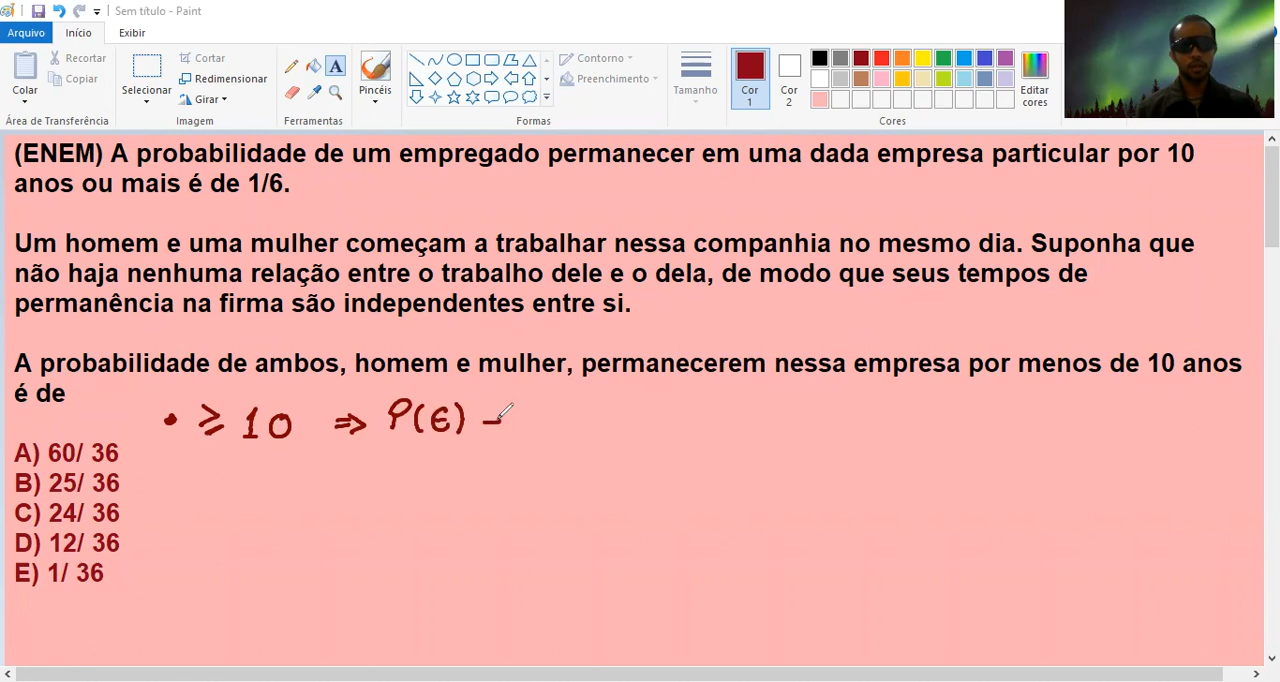 Sem título - Paint
Arquivo Início Exibir
Colar
Recortar
Copiar
Área de Transferência
Selecionar
Cortar
Redimensionar
Girar
Imagem
A
Ferramentas
Pincéis
Contorno
Preenchimento
Formas
Tamanho
Cor 1
Cor 2
Editar cores
Cores
(ENEM) A probabilidade de um empregado permanecer em uma dada empresa particular por 10
anos ou mais é de 1/6.
Um homem e uma mulher começam a trabalhar nessa companhia no mesmo dia. Suponha que
não haja nenhuma relação entre o trabalho dele e o dela, de modo que seus tempos de
permanência na firma são independentes entre si.
A probabilidade de ambos, homem e mulher, permanecerem nessa empresa por menos de 10 anos
é de
• ≥ 10 ⇒ P(E) -
A) 60/ 36
B) 25/ 36
C) 24/ 36
D) 12/ 36
E) 1/ 36